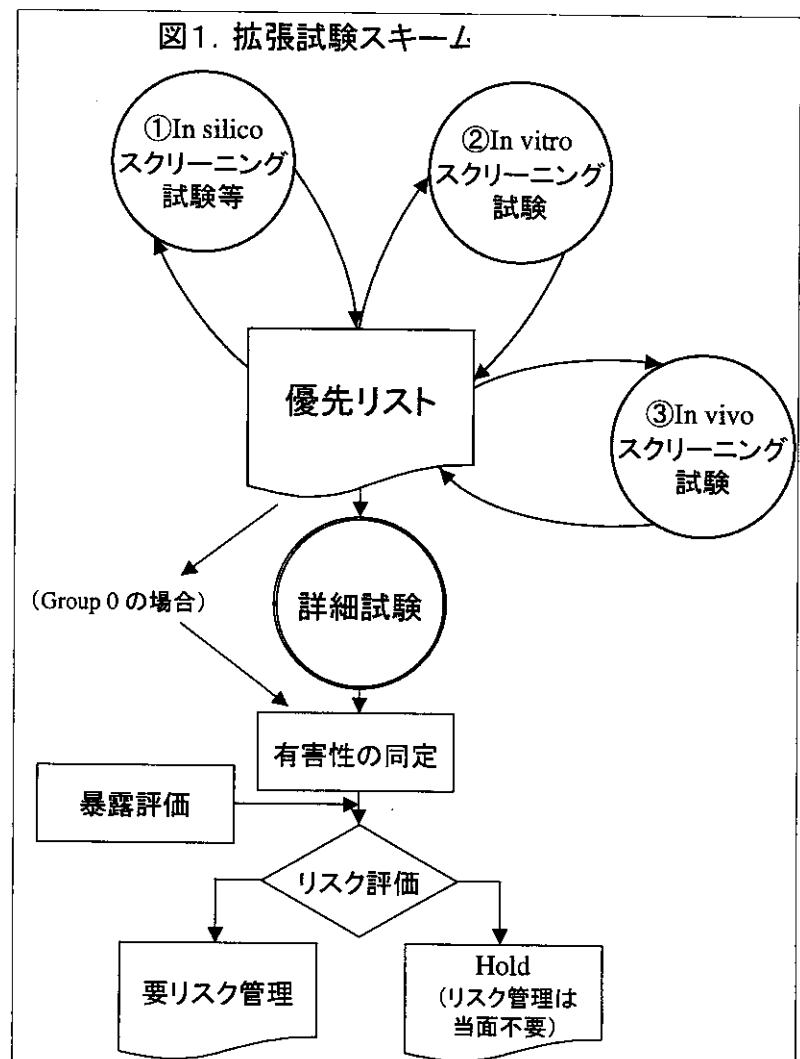 図1. 拡張試験スキーム
①In silico
スクリーニング
試験等
②In vitro
スクリーニング
試験
優先リスト
③In vivo
スクリーニング
試験
(Group 0 の場合)
詳細試験
有害性の同定
暴露評価
リスク評価
要リスク管理
Hold
(リスク管理は
当面不要)